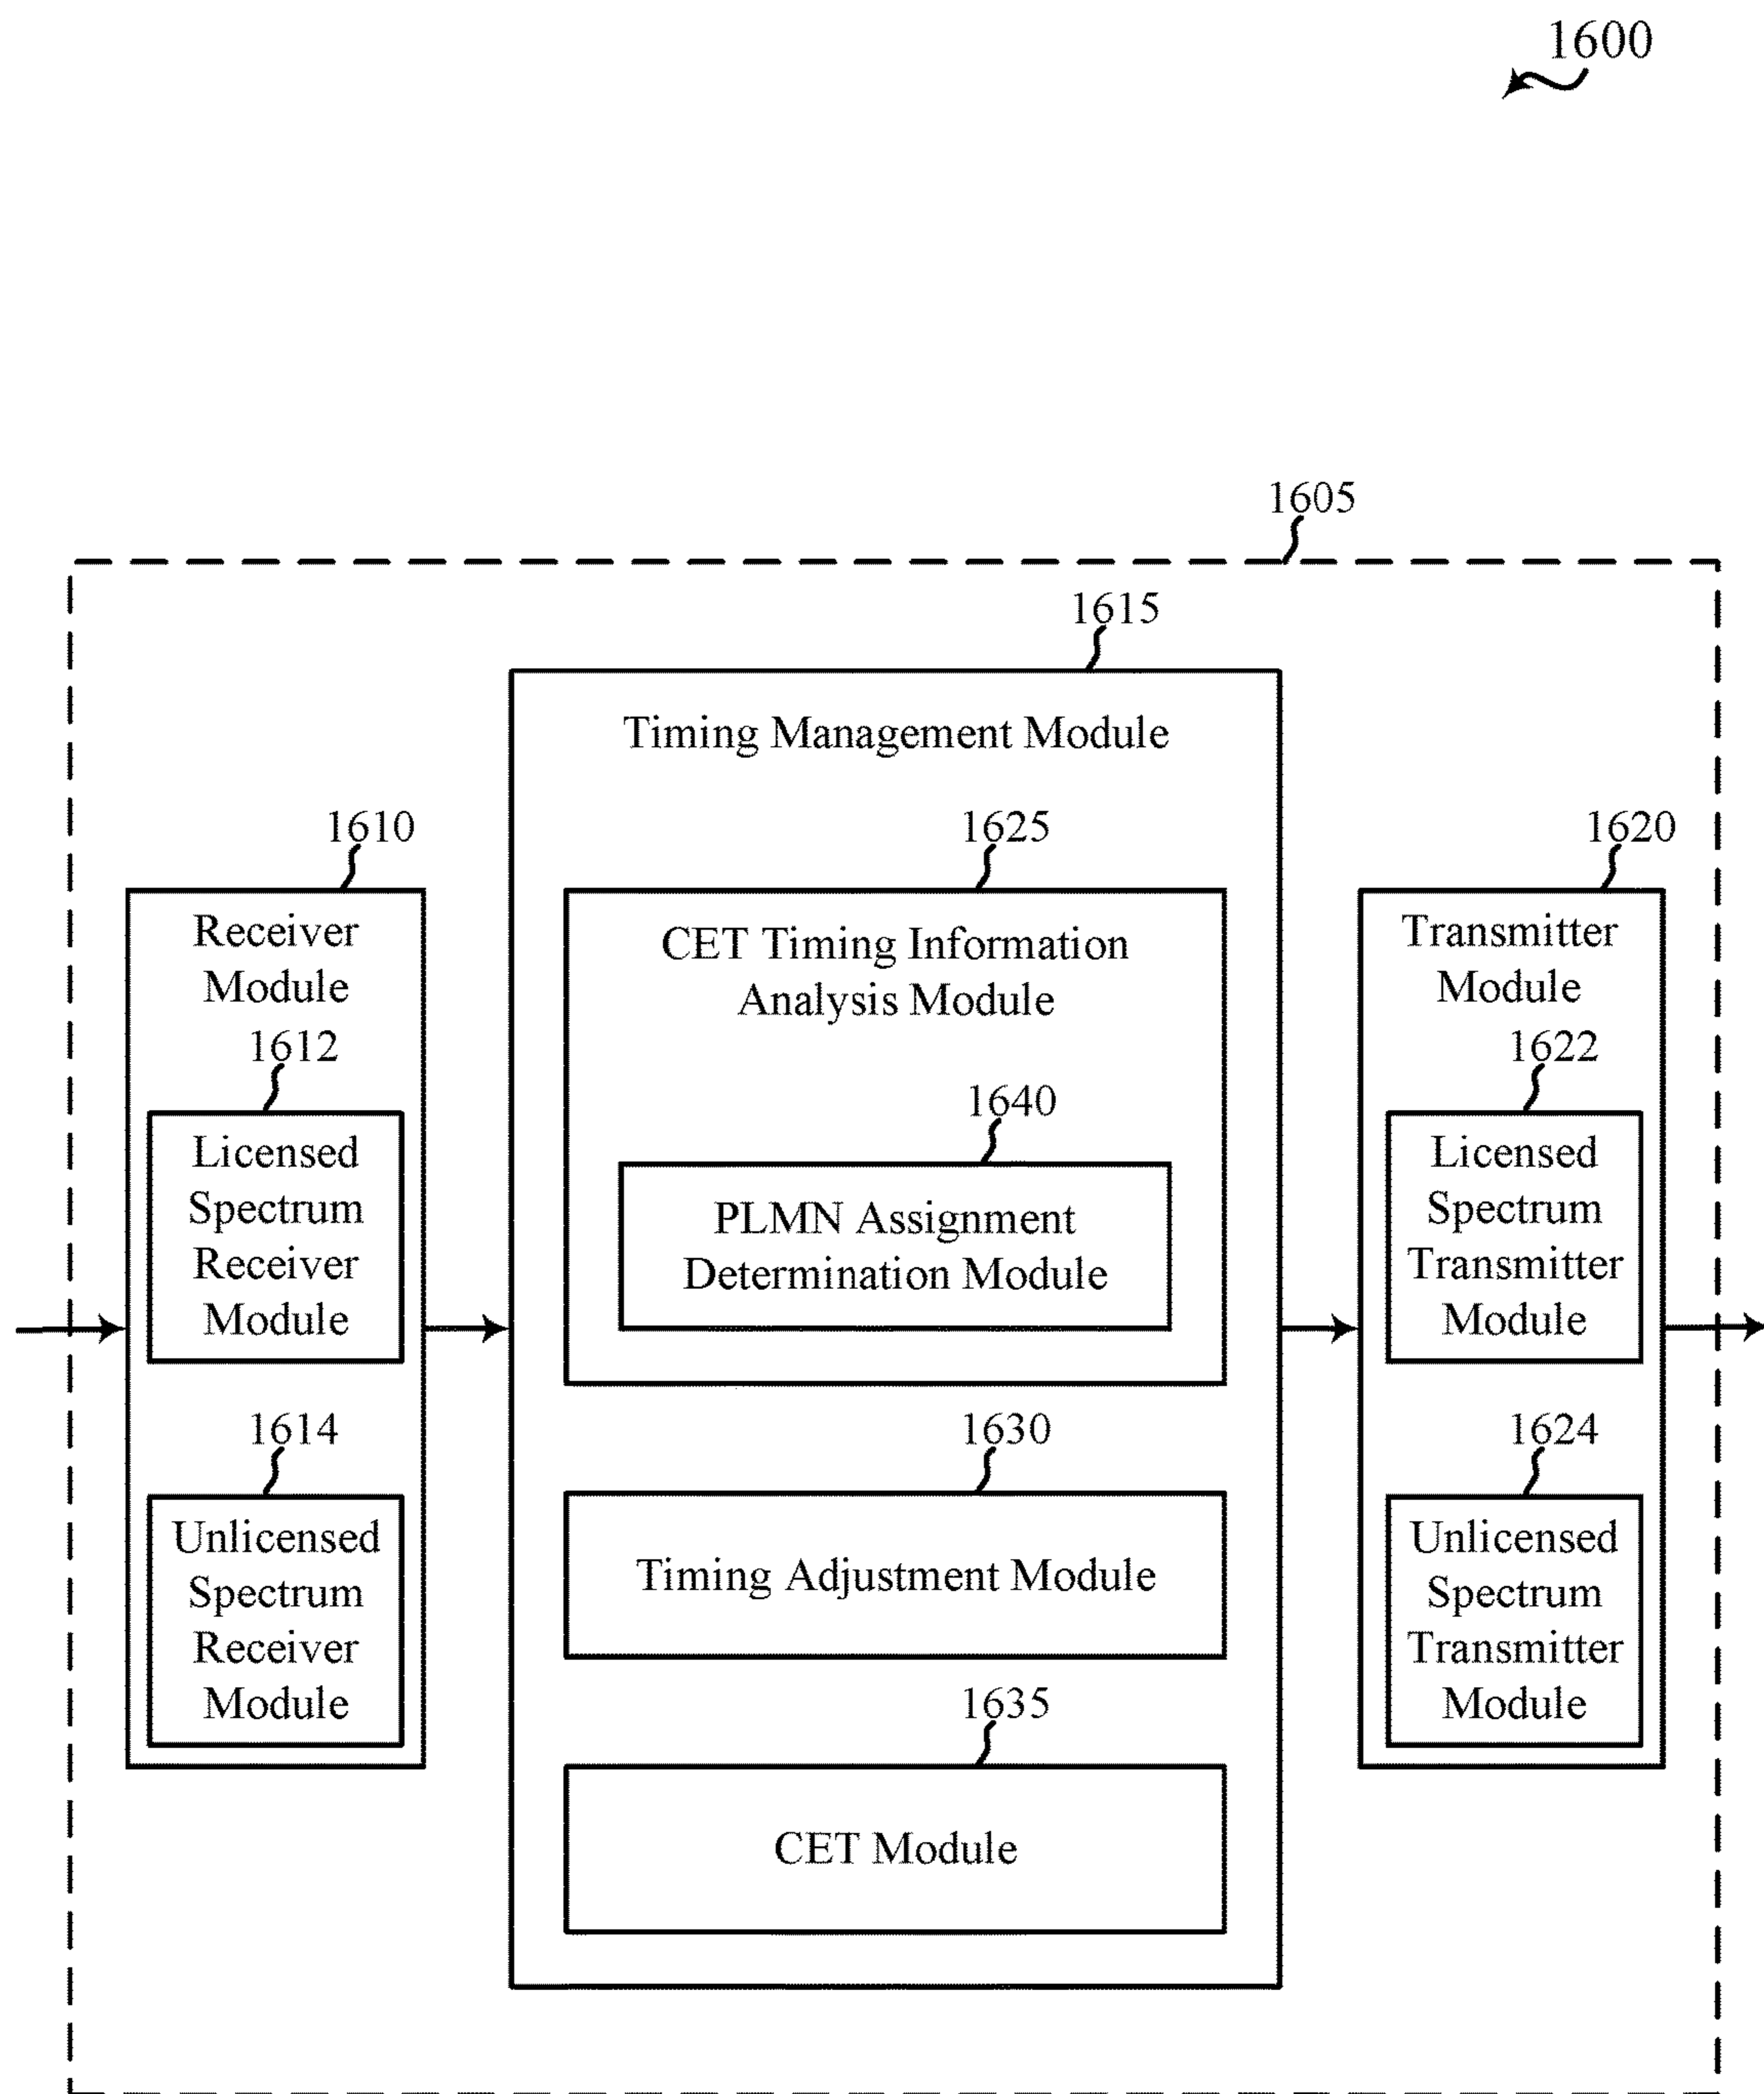 1600
1605
1615
Timing Management Module
1610
Receiver
Module
1612
Licensed
Spectrum
Receiver
Module
1614
Unlicensed
Spectrum
Receiver
Module
1625
CET Timing Information
Analysis Module
1640
PLMN Assignment
Determination Module
1630
Timing Adjustment Module
1635
CET Module
1620
Transmitter
Module
1622
Licensed
Spectrum
Transmitter
Module
1624
Unlicensed
Spectrum
Transmitter
Module